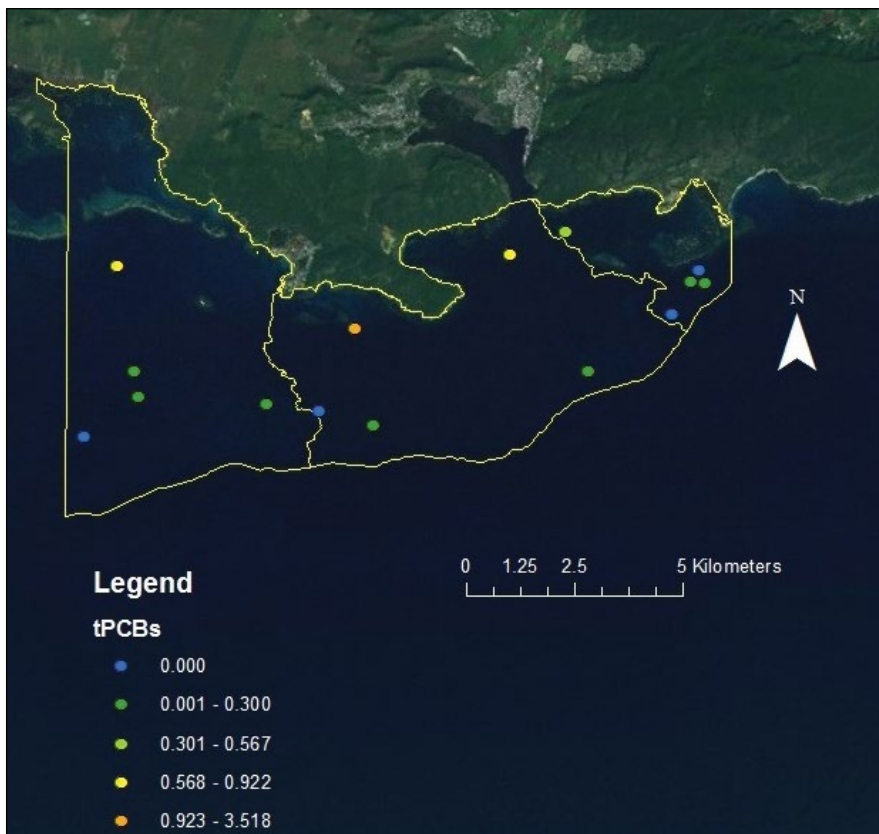 N
0 1.25 2.5 5 Kilometers
Legend
tPCBs
0.000
0.001 - 0.300
0.301 - 0.567
0.568 - 0.922
0.923 - 3.518